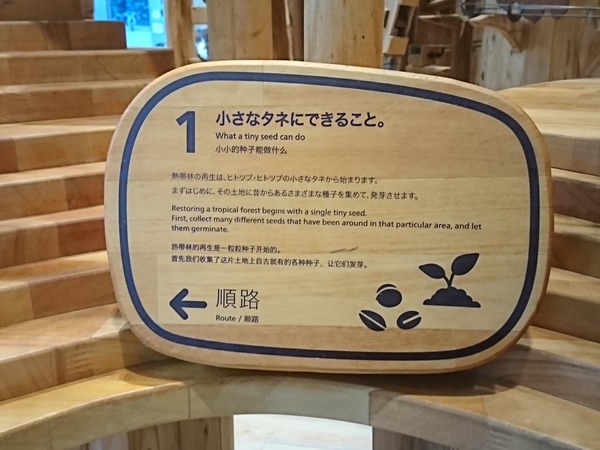 1
小さなタネにできること。
What a tiny seed can do
小小的种子能做什么
熱帯林の再生は、ヒトツブ・ヒトツブの小さなタネから始まります。
まずはじめに、その土地に昔からあるさまざまな種子を集めて、発芽させます。
Restoring a tropical forest begins with a single tiny seed.
First, collect many different seeds that have been around in that particular area, and let
them germinate.
热带林的再生是一粒粒种子开始的。
首先我们收集了这片土地上自古就有的各种种子，让它们发芽。
順路
Route / 顺路